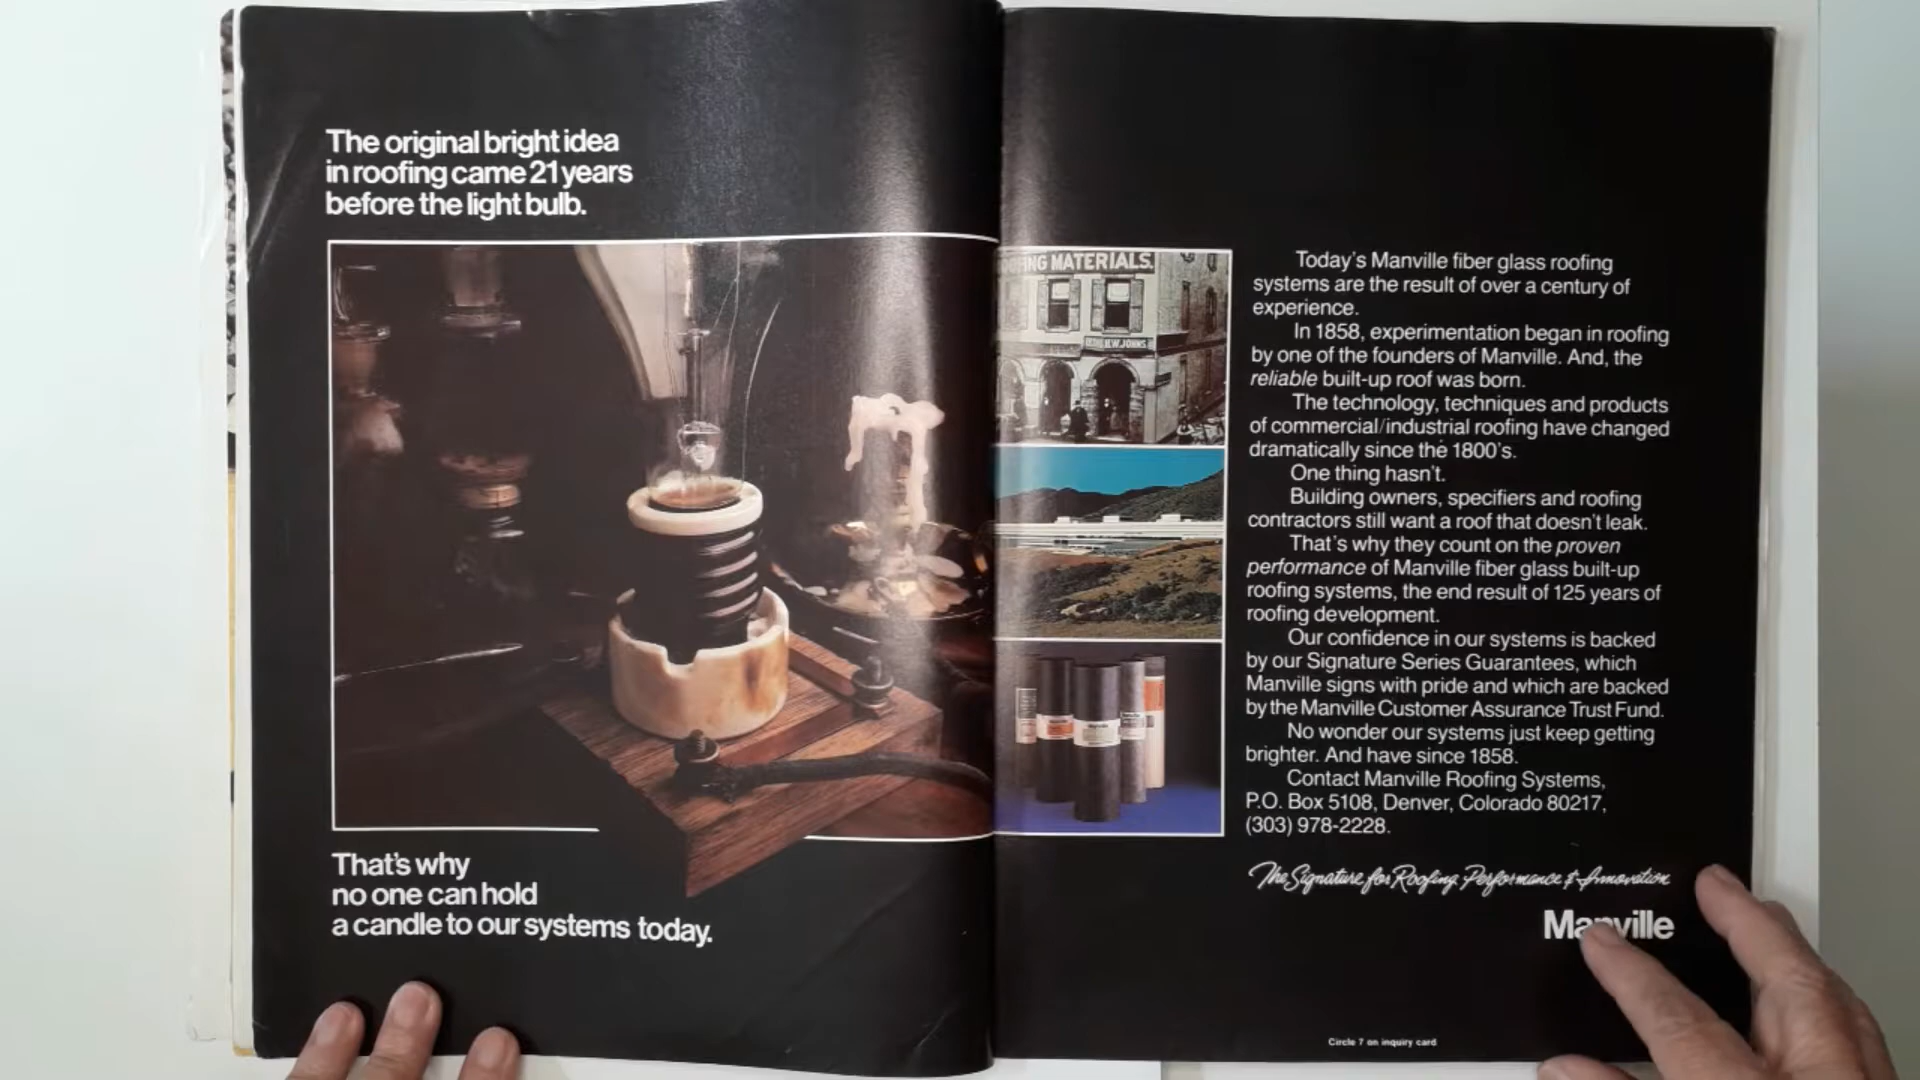 The original bright idea
in roofing came 21 years
before the light bulb.
That's why
no one can hold
a candle to our systems today.
ROOFING MATERIALS.
H.W. JOHNS
Manville
Today's Manville fiber glass roofing
systems are the result of over a century of
experience.
In 1858, experimentation began in roofing
by one of the founders of Manville. And, the
reliable built-up roof was born.
The technology, techniques and products
of commercial/industrial roofing have changed
dramatically since the 1800's.
One thing hasn't.
Building owners, specifiers and roofing
contractors still want a roof that doesn't leak.
That's why they count on the proven
performance of Manville fiber glass built-up
roofing systems, the end result of 125 years of
roofing development.
Our confidence in our systems is backed
by our Signature Series Guarantees, which
Manville signs with pride and which are backed
by the Manville Customer Assurance Trust Fund.
No wonder our systems just keep getting
brighter. And have since 1858.
Contact Manville Roofing Systems,
P.O. Box 5108, Denver, Colorado 80217,
(303) 978-2228.
The Signature for Roofing Performance & Innovation
Manville
Circle 7 on inquiry card